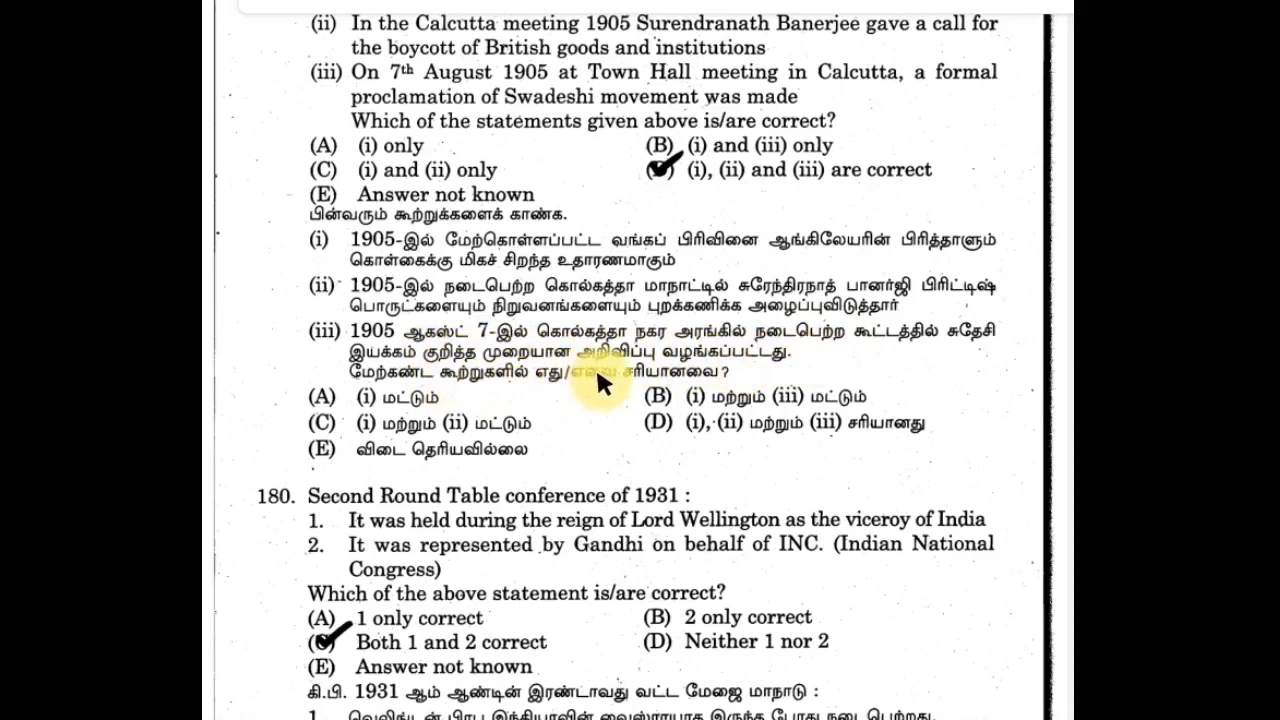 (ii) In the Calcutta meeting 1905 Surendranath Banerjee gave a call for
the boycott of British goods and institutions
(iii) On 7th August 1905 at Town Hall meeting in Calcutta, a formal
proclamation of Swadeshi movement was made
Which of the statements given above is/are correct?
(A) (i) only (B) (i) and (iii) only
(C) (i) and (ii) only (i), (ii) and (iii) are correct
(E) Answer not known
பின்வரும் கூற்றுக்களைக் காண்க.
(i) 1905-இல் மேற்கொள்ளப்பட்ட வங்கப் பிரிவினை ஆங்கிலேயரின் பிரித்தாளும்
கொள்கைக்கு மிகச் சிறந்த உதாரணமாகும்
(ii) 1905-இல் நடைபெற்ற கொல்கத்தா மாநாட்டில் சுரேந்திரநாத் பானர்ஜி பிரிட்டிஷ்
பொருட்களையும் நிறுவனங்களையும் புறக்கணிக்க அழைப்புவிடுத்தார்
(iii) 1905 ஆகஸ்ட் 7-இல் கொல்கத்தா நகர அரங்கில் நடைபெற்ற கூட்டத்தில் சுதேசி
இயக்கம் குறித்த முறையான அறிவிப்பு வழங்கப்பட்டது.
மேற்கண்ட கூற்றுகளில் எது/எவை சரியானவை?
(A) (i) மட்டும் (B) (i) மற்றும் (iii) மட்டும்
(C) (i) மற்றும் (ii) மட்டும் (D) (i), (ii) மற்றும் (iii) சரியானது
(E) விடை தெரியவில்லை
180. Second Round Table conference of 1931 :
1. It was held during the reign of Lord Wellington as the viceroy of India
2. It was represented by Gandhi on behalf of INC. (Indian National
Congress)
Which of the above statement is/are correct?
(A) 1 only correct (B) 2 only correct
(C) Both 1 and 2 correct (D) Neither 1 nor 2
(E) Answer not known
கி.பி. 1931 ஆம் ஆண்டின் இரண்டாவது வட்ட மேஜை மாநாடு :
1. வெலிங்டன் பிரபு இந்தியாவின் வைஸ்ராயாக இருந்த போது நடைபெற்றது.